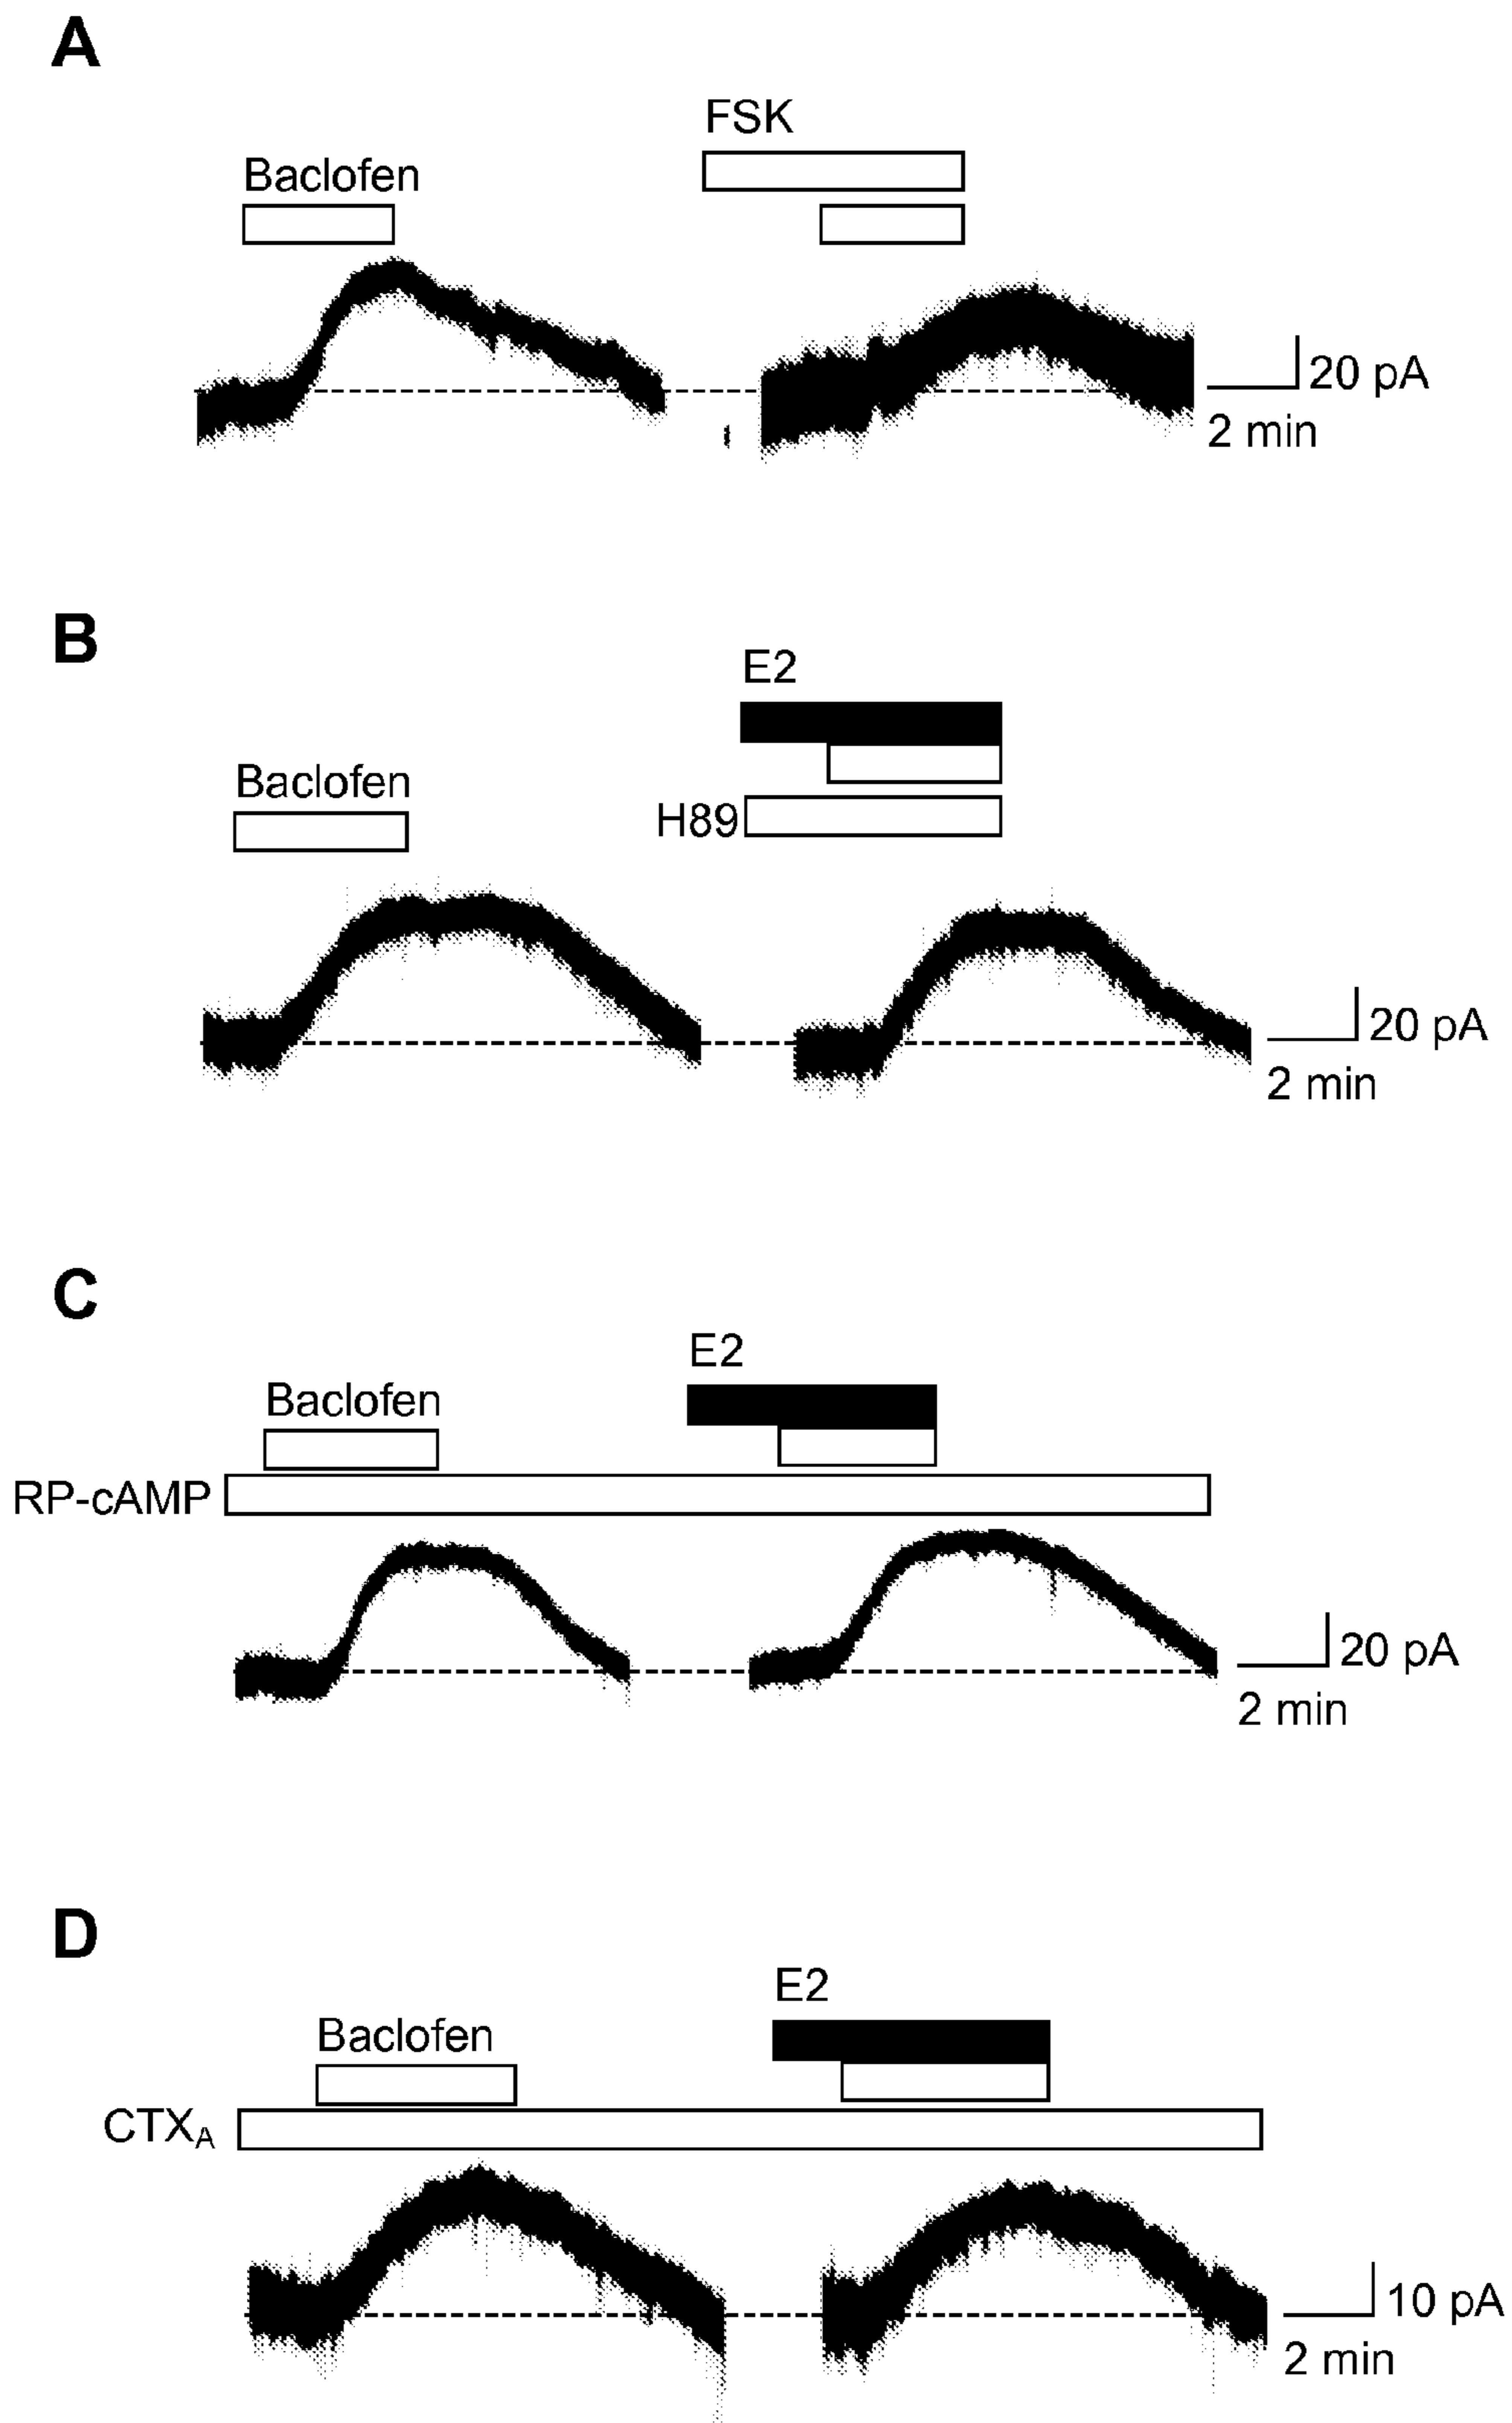 A
FSK
Baclofen
20 pA
2 min
B
E2
Baclofen
H89
20 pA
2 min
C
E2
Baclofen
RP-cAMP
20 pA
2 min
D
E2
Baclofen
CTXA
10 pA
2 min